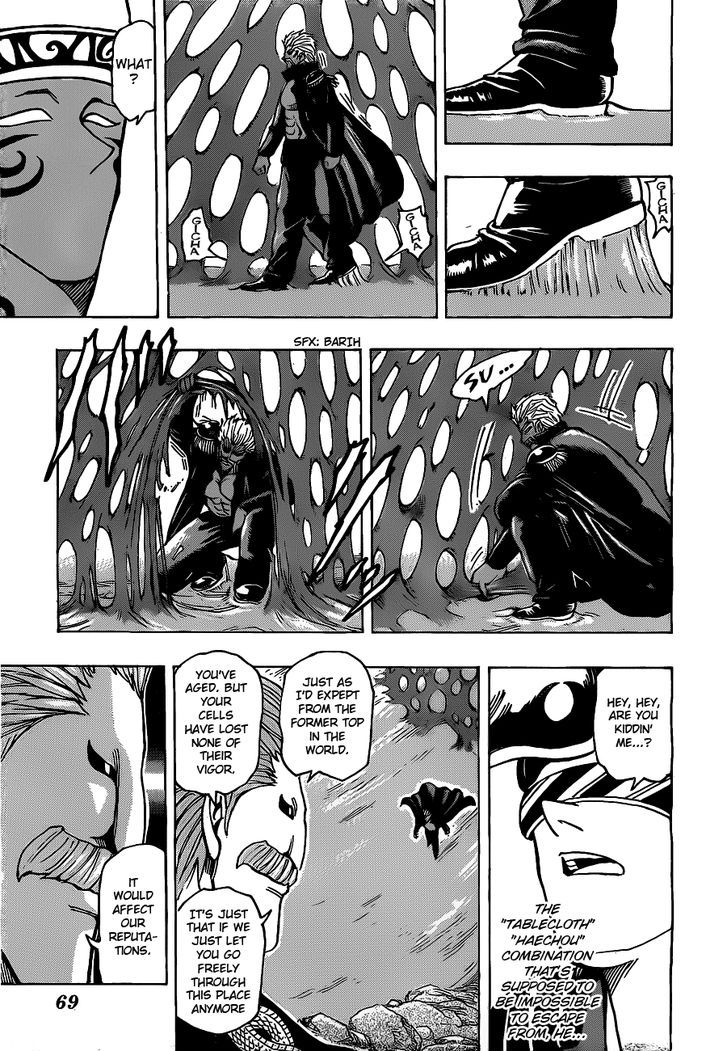 GICHA
GICHA
GICHA
WHAT
?
SU...
SFX: BARIH
HEY, HEY,
ARE YOU
KIDDIN'
ME...?
THE
"TABLECLOTH"
"HAECHOU"
COMBINATION
THAT'S
SUPPOSED TO
BE IMPOSSIBLE
TO ESCAPE
FROM, HE...
JUST AS
I'D EXPEPT
FROM THE
FORMER TOP
IN THE
WORLD.
YOU'VE
AGED, BUT
YOUR
CELLS
HAVE LOST
NONE OF
THEIR
VIGOR.
IT'S JUST
THAT IF WE
JUST LET
YOU GO
FREELY
THROUGH
THIS PLACE
ANYMORE
IT
WOULD
AFFECT
OUR
REPUTA-
TIONS.
69